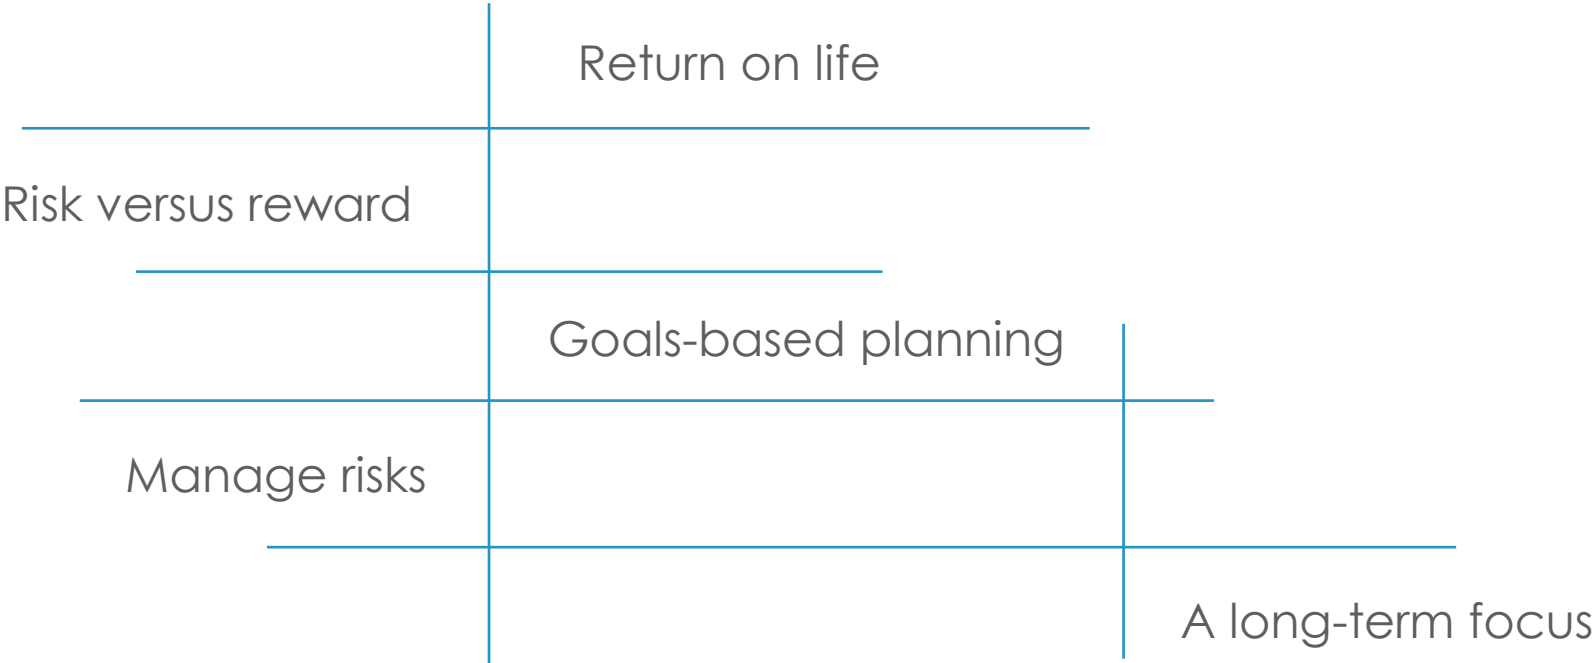 Return on life
Risk versus reward
Goals-based planning
Manage risks
A long-term focus